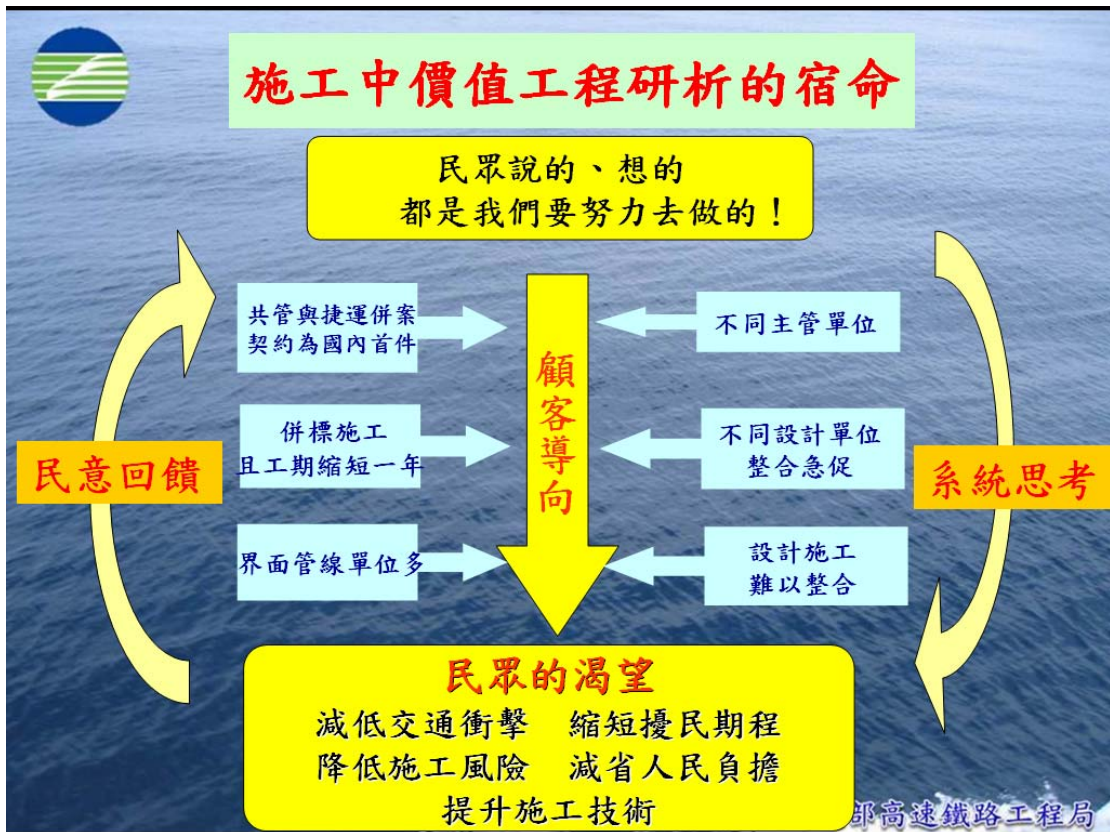 施工中價值工程研析的宿命
民眾說的、想的
都是我們要努力去做的！
共管與捷運併案
契約為國內首件
不同主管單位
併標施工
且工期縮短一年
不同設計單位
整合急促
界面管線單位多
設計施工
難以整合
顧客導向
民意回饋
系統思考
民眾的渴望
減低交通衝擊 縮短擾民期程
降低施工風險 減省人民負擔
提升施工技術
部高速鐵路工程局